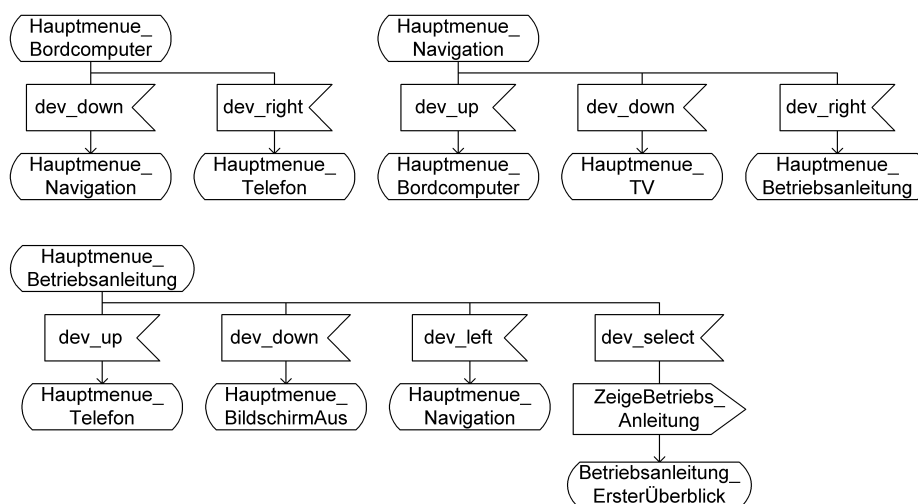 Hauptmenue_
Bordcomputer
dev_down
dev_right
Hauptmenue_
Navigation
Hauptmenue_
Telefon
Hauptmenue_
Navigation
dev_up
dev_down
dev_right
Hauptmenue_
Bordcomputer
Hauptmenue_
TV
Hauptmenue_
Betriebsanleitung
Hauptmenue_
Betriebsanleitung
dev_up
dev_down
dev_left
dev_select
Hauptmenue_
Telefon
Hauptmenue_
BildschirmAus
Hauptmenue_
Navigation
ZeigeBetriebs_
Anleitung
Betriebsanleitung_
ErsterÜberblick